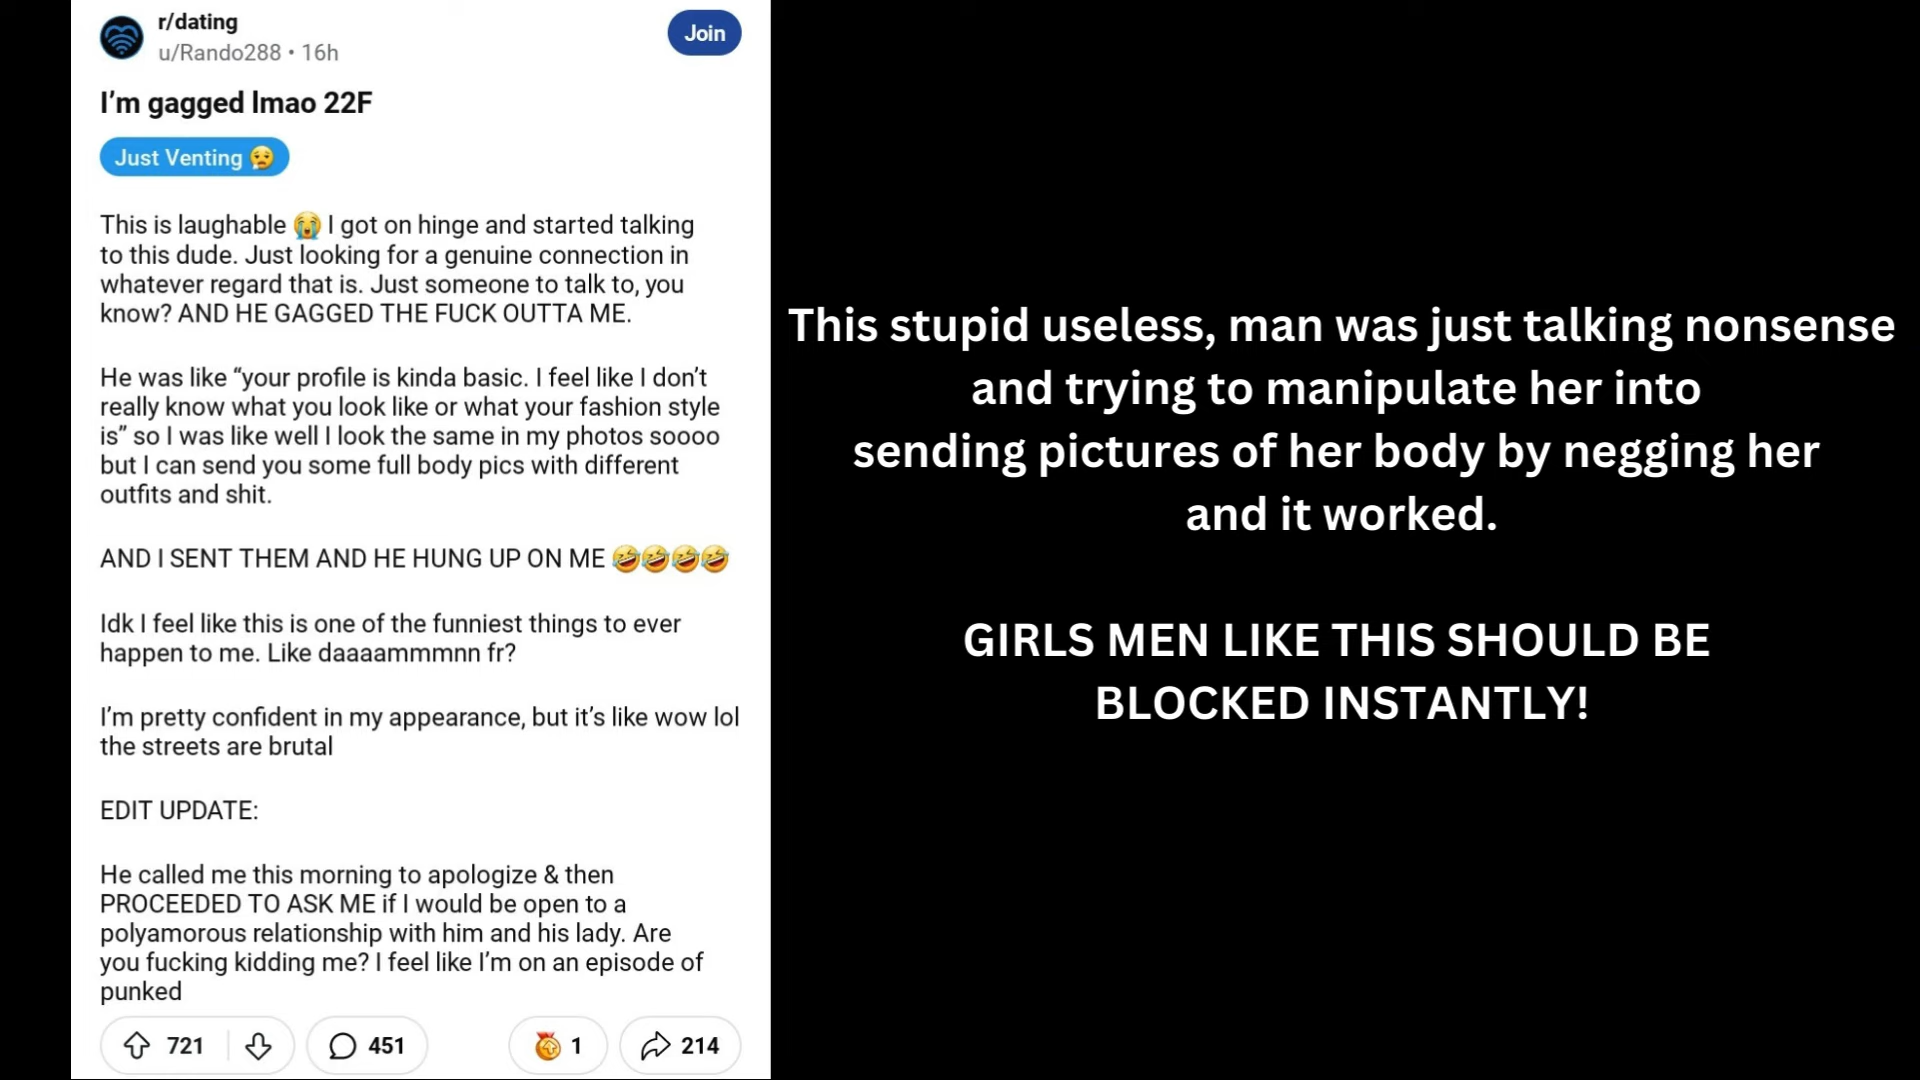 r/dating
u/Rando288 • 16h
Join
I'm gagged lmao 22F
Just Venting 😥
This is laughable 😭 I got on hinge and started talking
to this dude. Just looking for a genuine connection in
whatever regard that is. Just someone to talk to, you
know? AND HE GAGGED THE FUCK OUTTA ME.
He was like “your profile is kinda basic. I feel like I don’t
really know what you look like or what your fashion style
is” so I was like well I look the same in my photos soooo
but I can send you some full body pics with different
outfits and shit.
AND I SENT THEM AND HE HUNG UP ON ME 🤣🤣🤣🤣
Idk I feel like this is one of the funniest things to ever
happen to me. Like daaaammmnn fr?
I’m pretty confident in my appearance, but it’s like wow lol
the streets are brutal
EDIT UPDATE:
He called me this morning to apologize & then
PROCEEDED TO ASK ME if I would be open to a
polyamorous relationship with him and his lady. Are
you fucking kidding me? I feel like I’m on an episode of
punked
721
451
1
214
This stupid useless, man was just talking nonsense
and trying to manipulate her into
sending pictures of her body by negging her
and it worked.
GIRLS MEN LIKE THIS SHOULD BE
BLOCKED INSTANTLY!